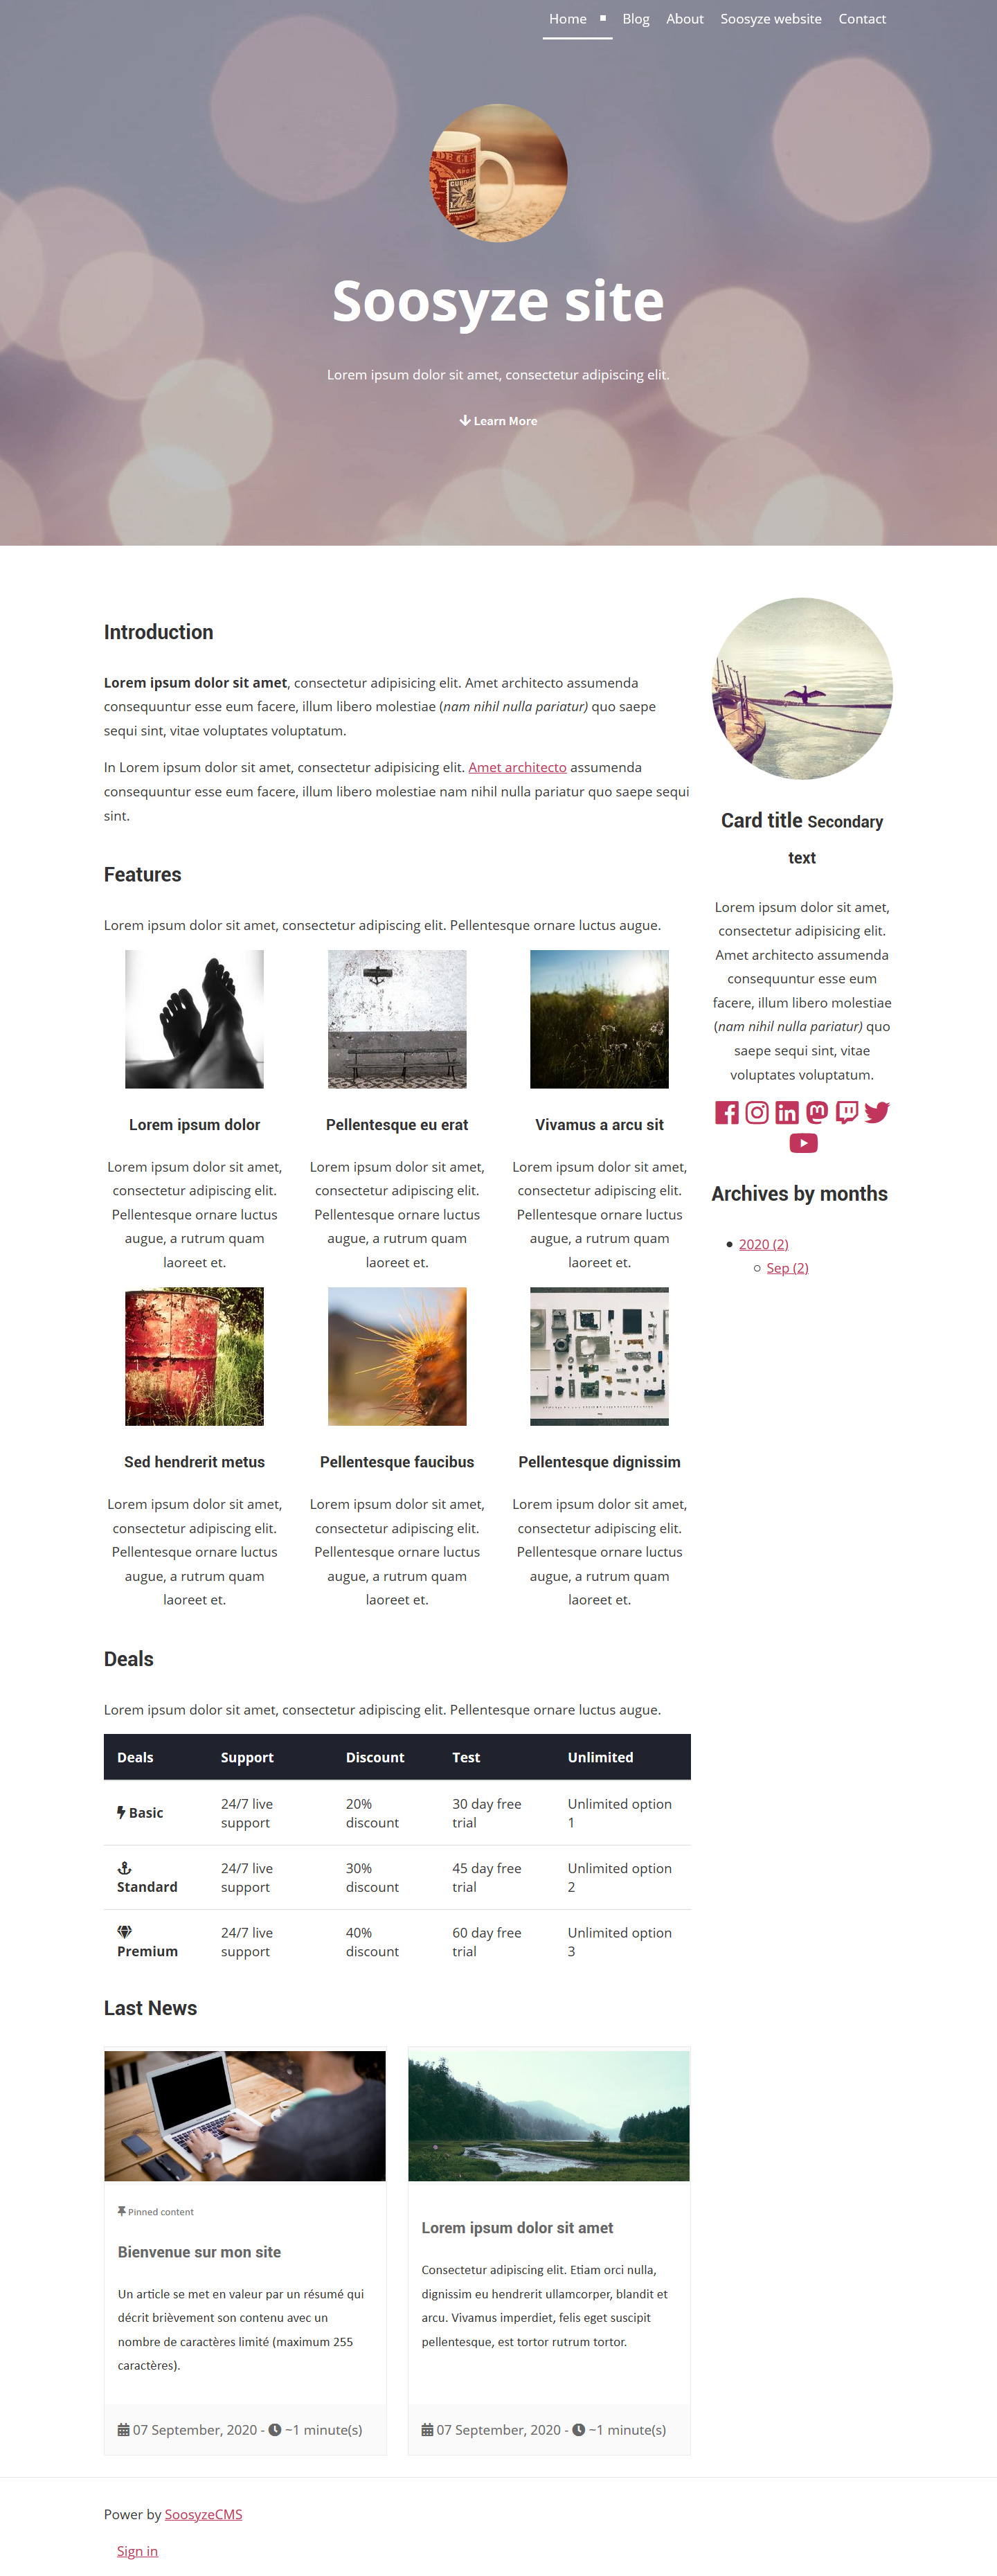 Home Blog About Soosyze website Contact
Soosyze site
Lorem ipsum dolor sit amet, consectetur adipiscing elit.
Learn More
Introduction
Lorem ipsum dolor sit amet, consectetur adipisicing elit. Amet architecto assumenda
consequuntur esse eum facere, illum libero molestiae (nam nihil nulla pariatur) quo saepe
sequi sint, vitae voluptates voluptatum.
In Lorem ipsum dolor sit amet, consectetur adipisicing elit. Amet architecto assumenda
consequuntur esse eum facere, illum libero molestiae nam nihil nulla pariatur quo saepe sequi
sint.
Features
Lorem ipsum dolor sit amet, consectetur adipiscing elit. Pellentesque ornare luctus augue.
Lorem ipsum dolor
Lorem ipsum dolor sit amet,
consectetur adipiscing elit.
Pellentesque ornare luctus
augue, a rutrum quam
laoreet et.
Pellentesque eu erat
Lorem ipsum dolor sit amet,
consectetur adipiscing elit.
Pellentesque ornare luctus
augue, a rutrum quam
laoreet et.
Vivamus a arcu sit
Lorem ipsum dolor sit amet,
consectetur adipiscing elit.
Pellentesque ornare luctus
augue, a rutrum quam
laoreet et.
Sed hendrerit metus
Lorem ipsum dolor sit amet,
consectetur adipiscing elit.
Pellentesque ornare luctus
augue, a rutrum quam
laoreet et.
Pellentesque faucibus
Lorem ipsum dolor sit amet,
consectetur adipiscing elit.
Pellentesque ornare luctus
augue, a rutrum quam
laoreet et.
Pellentesque dignissim
Lorem ipsum dolor sit amet,
consectetur adipiscing elit.
Pellentesque ornare luctus
augue, a rutrum quam
laoreet et.
Deals
Lorem ipsum dolor sit amet, consectetur adipiscing elit. Pellentesque ornare luctus augue.
Deals Support Discount Test Unlimited
Basic
24/7 live
support
20%
discount
30 day free
trial
Unlimited option
1
Standard
24/7 live
support
30%
discount
45 day free
trial
Unlimited option
2
Premium
24/7 live
support
40%
discount
60 day free
trial
Unlimited option
3
Last News
Pinned content
Bienvenue sur mon site
Un article se met en valeur par un résumé qui
décrit brièvement son contenu avec un
nombre de caractères limité (maximum 255
caractères).
07 September, 2020 - ~1 minute(s)
Lorem ipsum dolor sit amet
Consectetur adipiscing elit. Etiam orci nulla,
dignissim eu hendrerit ullamcorper, blandit et
arcu. Vivamus imperdiet, felis eget suscipit
pellentesque, est tortor rutrum tortor.
07 September, 2020 - ~1 minute(s)
Card title Secondary
text
Lorem ipsum dolor sit amet,
consectetur adipisicing elit.
Amet architecto assumenda
consequuntur esse eum
facere, illum libero molestiae
(nam nihil nulla pariatur) quo
saepe sequi sint, vitae
voluptates voluptatum.
Archives by months
2020 (2)
Sep (2)
Power by SoosyzeCMS
Sign in